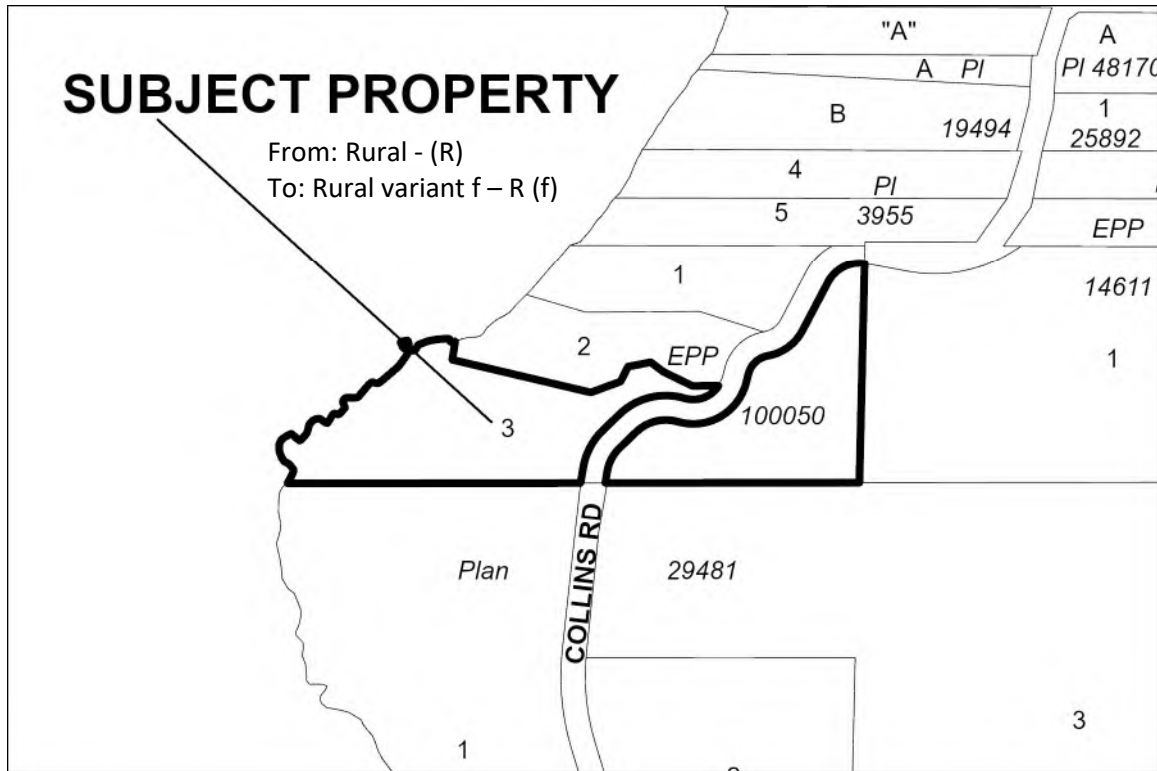 "A"
A
A Pl
Pl 48170
SUBJECT PROPERTY
From: Rural - (R)
To: Rural variant f – R (f)
B
19494
1
25892
4
Pl
5
3955
EPP
1
14611
2
EPP
1
3
100050
COLLINS RD
Plan
29481
1
3